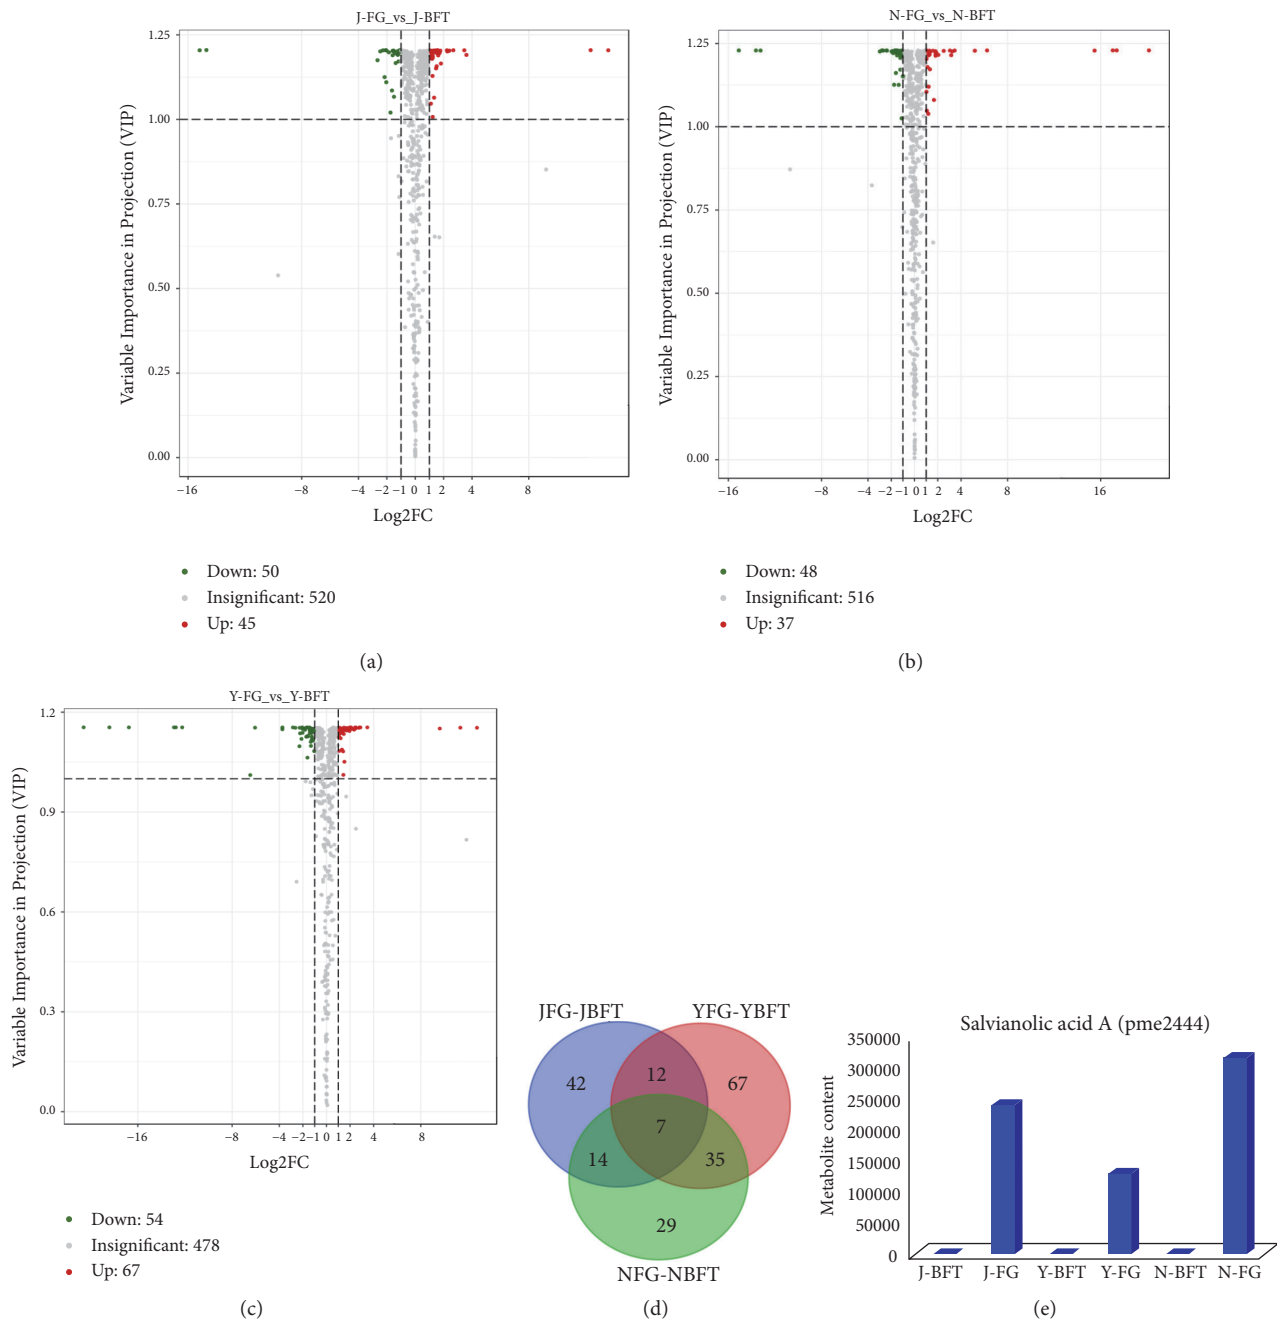 J-FG_vs_J-BFT
1.25
1.00
0.75
0.50
0.25
0.00
Variable Importance in Projection (VIP)
−16 −8 −4 −2 −1 0 1 2 4 8
Log2FC
Down: 50
Insignificant: 520
Up: 45
(a)
N-FG_vs_N-BFT
1.25
1.00
0.75
0.50
0.25
0.00
Variable Importance in Projection (VIP)
−16 −8 −4 −2 −1 0 1 2 4 8 16
Log2FC
Down: 48
Insignificant: 516
Up: 37
(b)
Y-FG_vs_Y-BFT
1.2
0.9
0.6
0.3
0.0
Variable Importance in Projection (VIP)
−16 −8 −4 −2 −1 0 1 2 4 8
Log2FC
Down: 54
Insignificant: 478
Up: 67
(c)
JFG-JBFT YFG-YBFT
42 12 67
7
14 35
29
NFG-NBFT
(d)
Salvianolic acid A (pme2444)
350000
300000
250000
200000
150000
100000
50000
0
Metabolite content
J-BFT J-FG Y-BFT Y-FG N-BFT N-FG
(e)